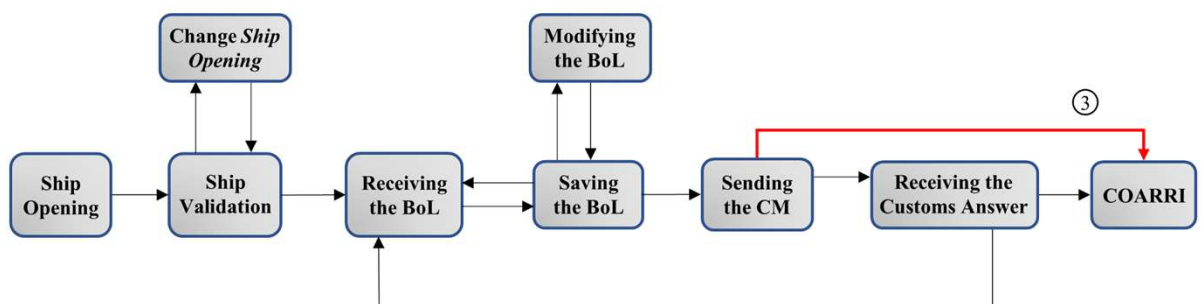 Change Ship
Opening
Modifying
the BoL
3
Ship
Opening
Ship
Validation
Receiving
the BoL
Saving
the BoL
Sending
the CM
Receiving the
Customs Answer
COARRI